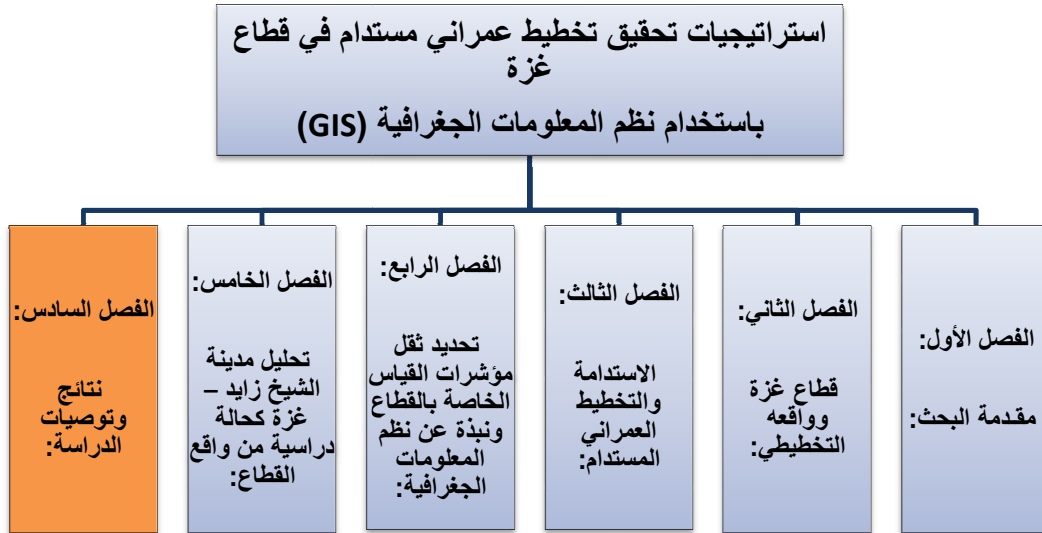 استراتيجيات تحقيق تخطيط عمراني مستدام في قطاع
غزة
باستخدام نظم المعلومات الجغرافية (GIS)
الفصل الأول:
مقدمة البحث:
الفصل الثاني:
قطاع غزة
وواقعه
التخطيطي:
الفصل الثالث:
الاستدامة
والتخطيط
العمراني
المستدام:
الفصل الرابع:
تحديد ثقل
مؤشرات القياس
الخاصة بالقطاع
ونبذة عن نظم
المعلومات
الجغرافية:
الفصل الخامس:
تحليل مدينة
الشيخ زايد –
غزة كحالة
دراسية من واقع
القطاع:
الفصل السادس:
نتائج
وتوصيات
الدراسة: